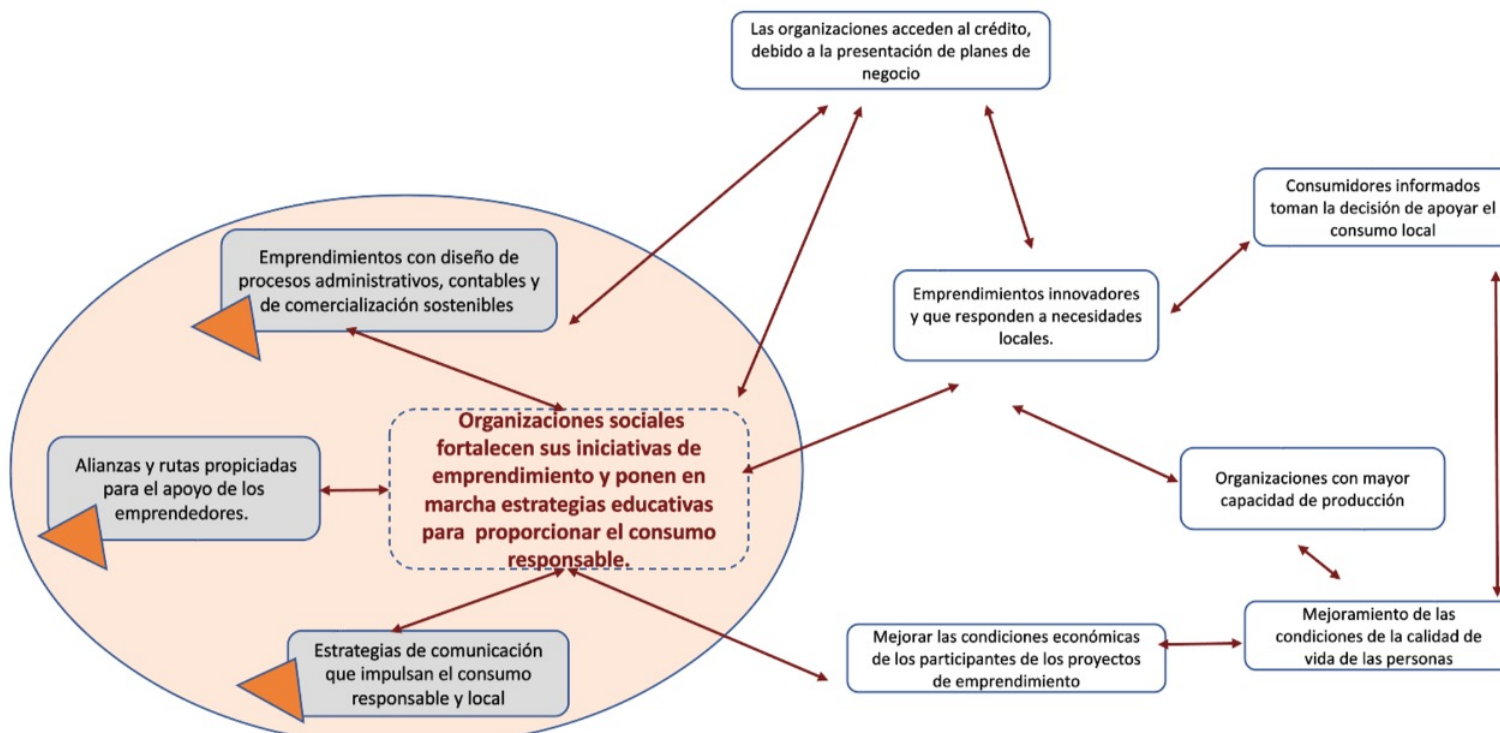 Las organizaciones acceden al crédito,
debido a la presentación de planes de
negocio
Consumidores informados
toman la decisión de apoyar el
consumo local
Emprendimientos con diseño de
procesos administrativos, contables y
de comercialización sostenibles
Emprendimientos innovadores
y que responden a necesidades
locales.
Organizaciones sociales
fortalecen sus iniciativas de
emprendimiento y ponen en
marcha estrategias educativas
para proporcionar el consumo
responsable.
Alianzas y rutas propiciadas
para el apoyo de los
emprendedores.
Organizaciones con mayor
capacidad de producción
Estrategias de comunicación
que impulsan el consumo
responsable y local
Mejorar las condiciones económicas
de los participantes de los proyectos
de emprendimiento
Mejoramiento de las
condiciones de la calidad de
vida de las personas